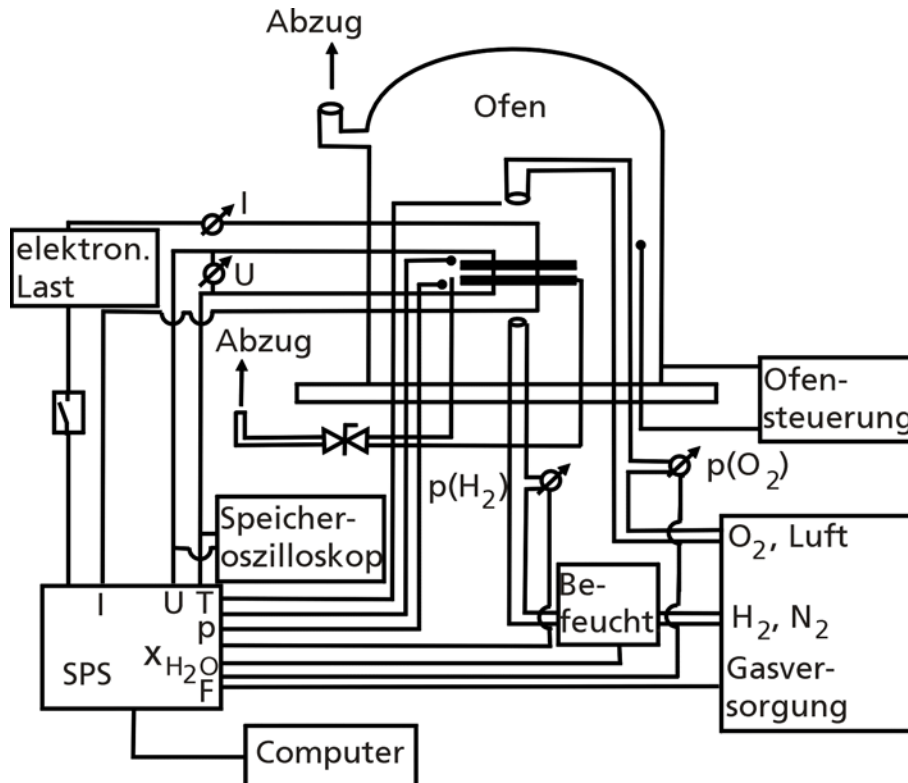 Abzug
Ofen
I
elektron.
Last
U
Abzug
Ofen-
steuerung
p(H2)
p(O2)
Speicher-
oszilloskop
O2, Luft
Be-
feucht
H2, N2
Gasver-
sorgung
I U T
p
xH2O
SPS
F
Computer